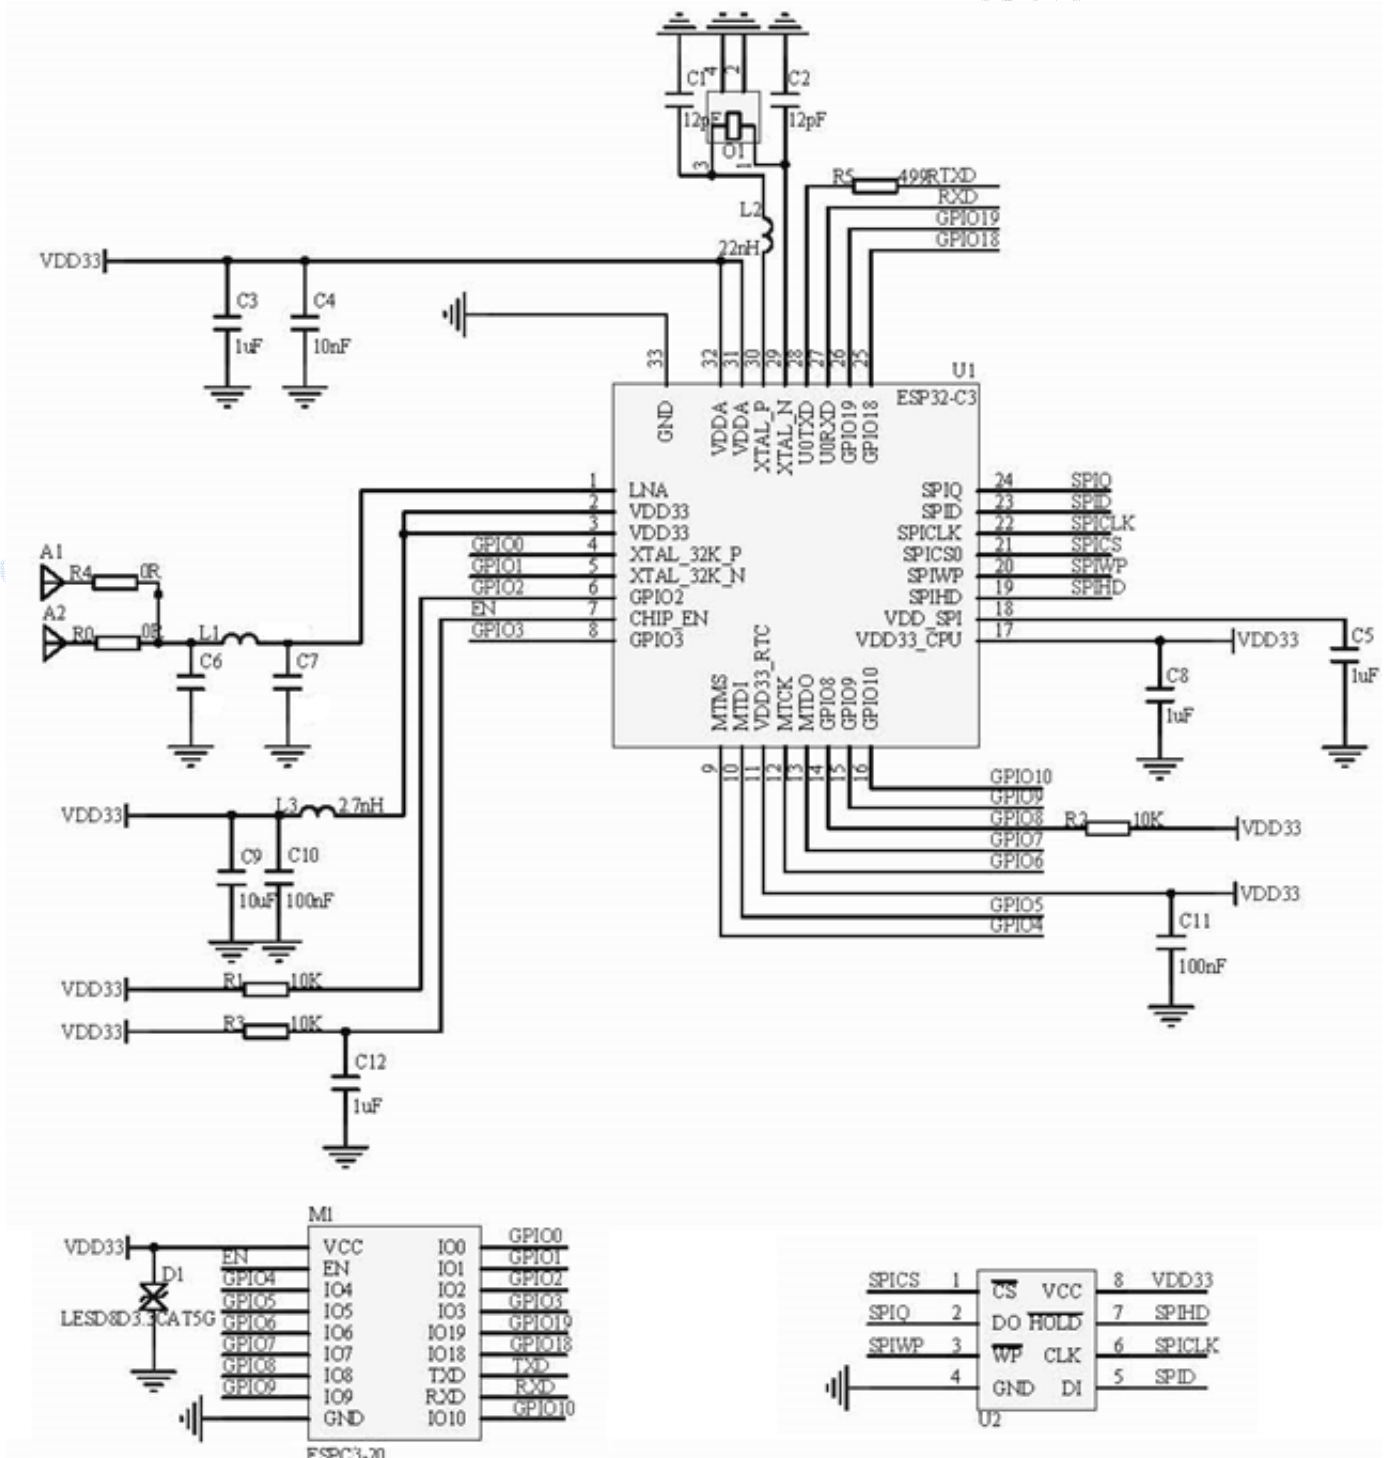 C1
4
2
C2
12pF
12pF
O1
3
1
R5
499R
TXD
RXD
GPIO19
GPIO18
L2
22nH
VDD33
C3
1uF
C4
10nF
33
32
31
30
29
28
27
26
25
U1
ESP32-C3
GND
VDDA
VDDA
XTAL_P
XTAL_N
U0TXD
U0RXD
GPIO19
GPIO18
1 LNA
2 VDD33
3 VDD33
GPIO0 4 XTAL_32K_P
GPIO1 5 XTAL_32K_N
GPIO2 6 GPIO2
EN 7 CHIP_EN
GPIO3 8 GPIO3
SPIQ 24 SPIQ
SPID 23 SPID
SPICLK 22 SPICLK
SPICS0 21 SPICS
SPIWP 20 SPIWP
SPIHD 19 SPIHD
VDD_SPI 18
VDD33_CPU 17
VDD33
C5
1uF
C8
1uF
A1
R4
0R
A2
R0
0R
L1
C6
C7
MTMS
MTDI
VDD33_RTC
MTCK
MTDO
GPIO8
GPIO9
GPIO10
9
10
11
12
13
14
15
16
GPIO10
GPIO9
GPIO8
R2
10K
VDD33
GPIO7
GPIO6
VDD33
GPIO5
GPIO4
C11
100nF
VDD33
L3
2.7nH
C9
10uF
C10
100nF
VDD33
R1
10K
VDD33
R3
10K
C12
1uF
M1
VDD33
VCC IO0 GPIO0
EN EN IO1 GPIO1
GPIO4 IO4 IO2 GPIO2
GPIO5 IO5 IO3 GPIO3
GPIO6 IO6 IO19 GPIO19
GPIO7 IO7 IO18 GPIO18
GPIO8 IO8 TXD TXD
GPIO9 IO9 RXD RXD
GND IO10 GPIO10
ESPC3-20
D1
LESD8D3.3CAT5G
SPICS 1 CS VCC 8 VDD33
SPIQ 2 DO HOLD 7 SPIHD
SPIWP 3 WP CLK 6 SPICLK
4 GND DI 5 SPID
U2